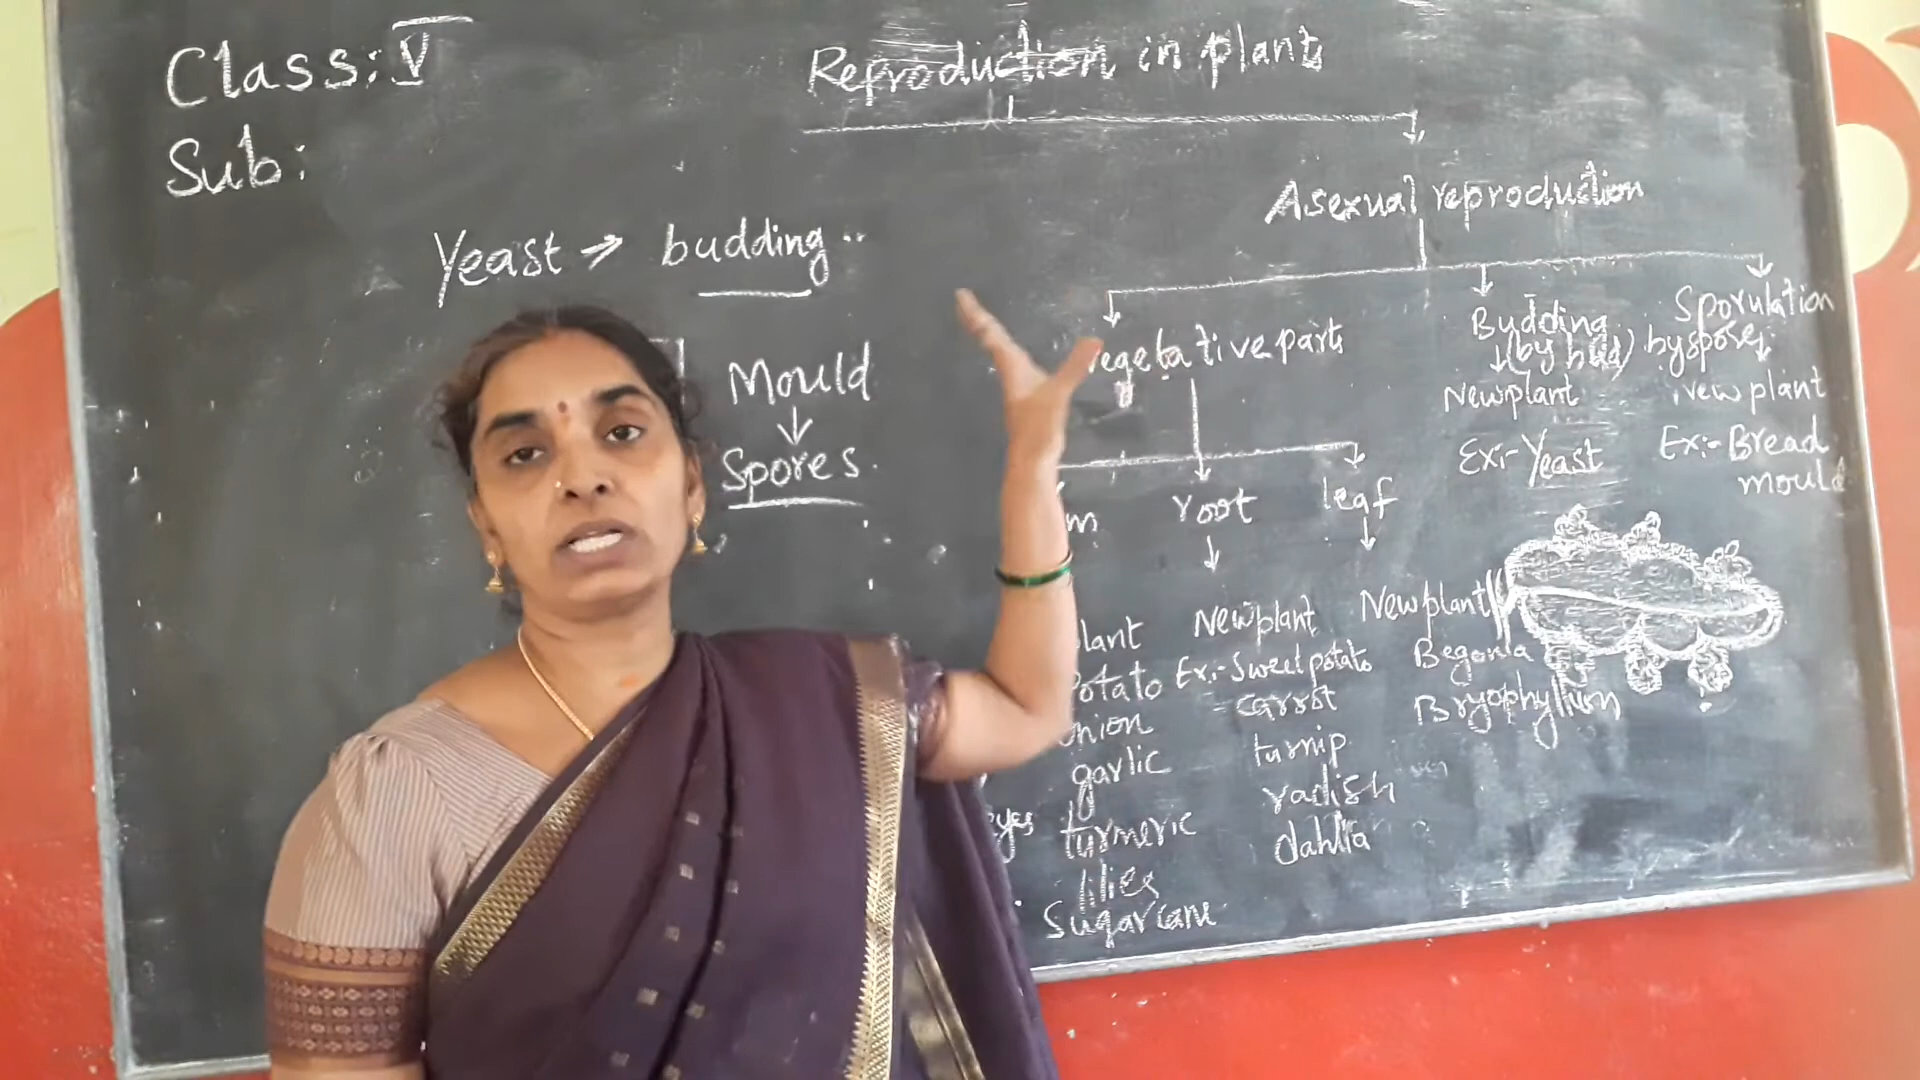 Class: V
Sub:
Reproduction in plants
Asexual reproduction
Yeast → budding
Mould
↓
Spores.
vegetative parts
root
leaf
Budding
(by bud)
New plant
Ex:- Yeast
Sporulation
by spores
New plant
Ex:- Bread
mould
plant
Potato
onion
garlic
turmeric
lilies
Sugarcane
eyes
New plant
Ex:- Sweet potato
carrot
turnip
radish
dahlia
New plant
Begonia
Bryophyllum